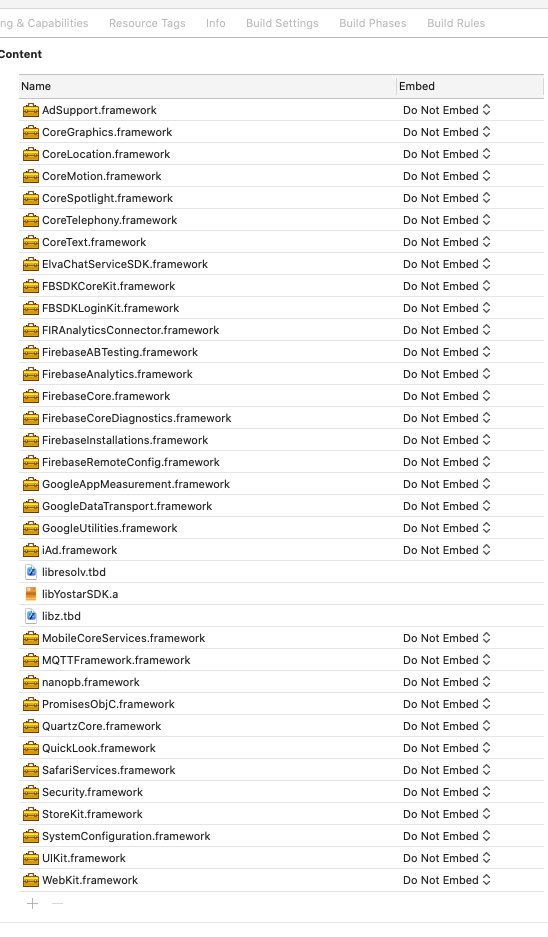 ng & Capabilities Resource Tags Info Build Settings Build Phases Build Rules
Content
Name Embed
AdSupport.framework Do Not Embed
CoreGraphics.framework Do Not Embed
CoreLocation.framework Do Not Embed
CoreMotion.framework Do Not Embed
CoreSpotlight.framework Do Not Embed
CoreTelephony.framework Do Not Embed
CoreText.framework Do Not Embed
ElvaChatServiceSDK.framework Do Not Embed
FBSDKCoreKit.framework Do Not Embed
FBSDKLoginKit.framework Do Not Embed
FIRAnalyticsConnector.framework Do Not Embed
FirebaseABTesting.framework Do Not Embed
FirebaseAnalytics.framework Do Not Embed
FirebaseCore.framework Do Not Embed
FirebaseCoreDiagnostics.framework Do Not Embed
FirebaseInstallations.framework Do Not Embed
FirebaseRemoteConfig.framework Do Not Embed
GoogleAppMeasurement.framework Do Not Embed
GoogleDataTransport.framework Do Not Embed
GoogleUtilities.framework Do Not Embed
iAd.framework Do Not Embed
libresolv.tbd
libYostarSDK.a
libz.tbd
MobileCoreServices.framework Do Not Embed
MQTTFramework.framework Do Not Embed
nanopb.framework Do Not Embed
PromisesObjC.framework Do Not Embed
QuartzCore.framework Do Not Embed
QuickLook.framework Do Not Embed
SafariServices.framework Do Not Embed
Security.framework Do Not Embed
StoreKit.framework Do Not Embed
SystemConfiguration.framework Do Not Embed
UIKit.framework Do Not Embed
WebKit.framework Do Not Embed